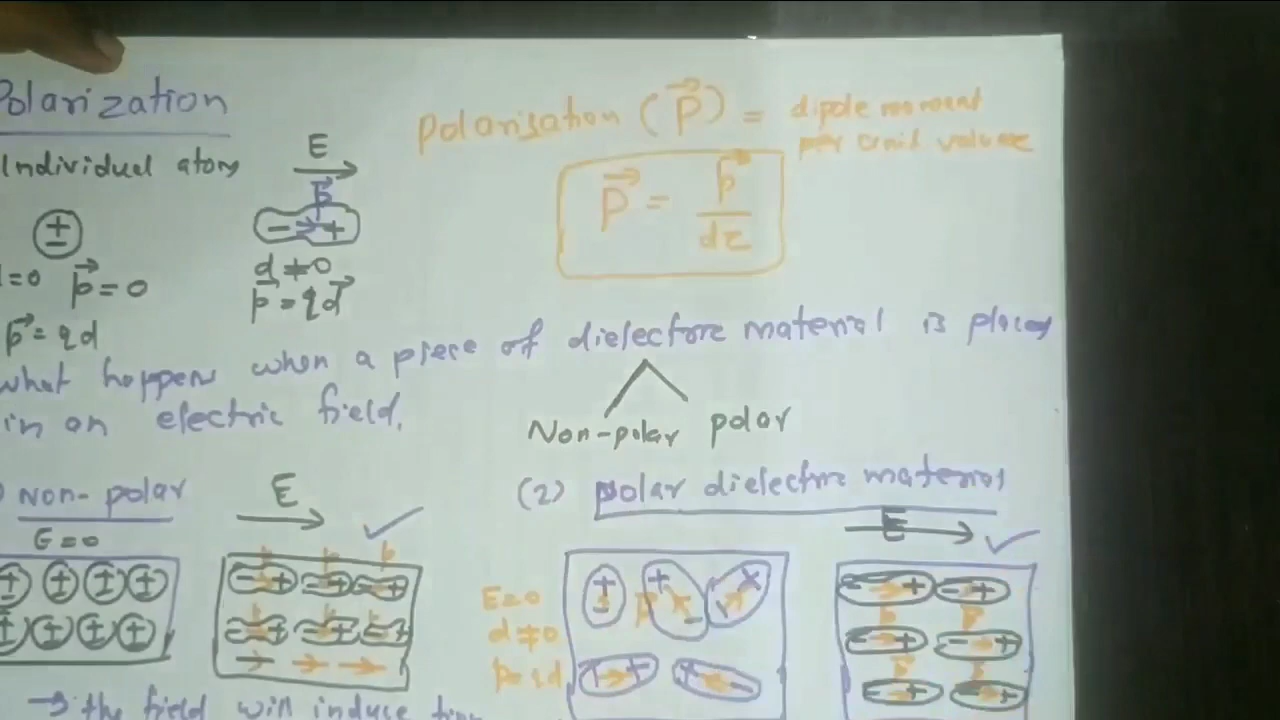 Polarization
Individual atom
E
p⃗
± 
- +
d=0 p⃗=0
p⃗=qd
d≠0
p⃗=qd⃗
polarisation (P⃗) = dipole moment
per unit volume
P⃗ = p⃗/dτ
what happens when a piece of dielectric material is placed
in an electric field.
Non-polar polar
Non-polar
E=0
E
± ± ± ±
± ± ± ±
p p p
- + - + - +
p p p
- + - + - +
(2) polar dielectric material
E=0
d≠0
p=qd
E
- + - +
p p
- + - +
p p
- + - +
→ the field will induce